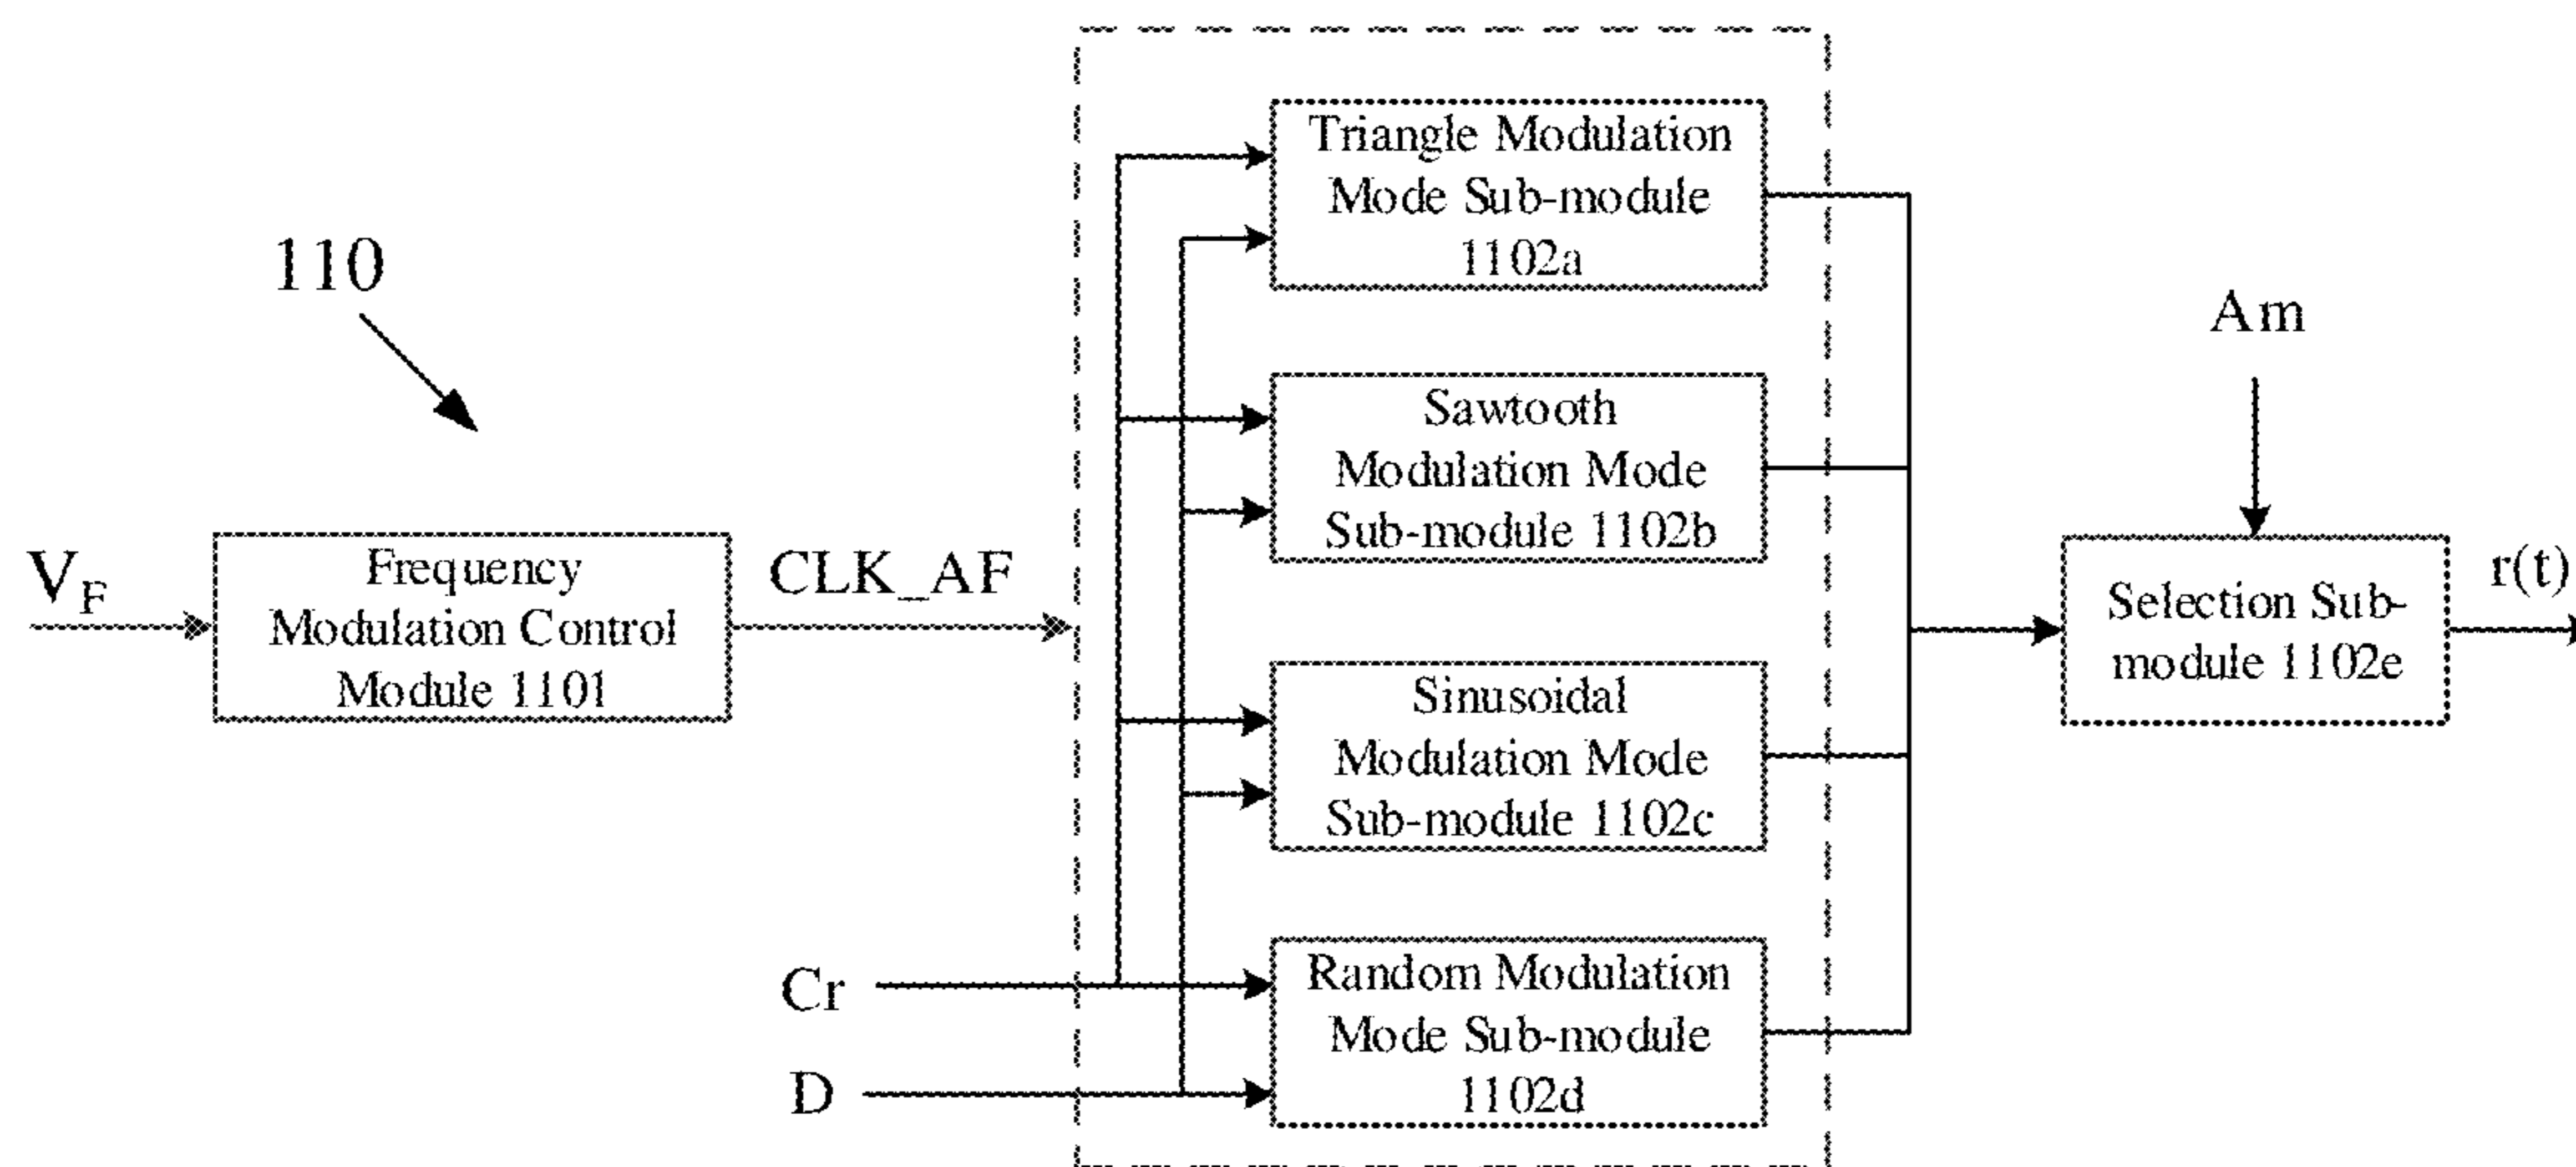 110
V_F
Frequency
Modulation Control
Module 1101
CLK_AF
Cr
D
Triangle Modulation
Mode Sub-module
1102a
Sawtooth
Modulation Mode
Sub-module 1102b
Sinusoidal
Modulation Mode
Sub-module 1102c
Random Modulation
Mode Sub-module
1102d
Am
Selection Sub-
module 1102e
r(t)